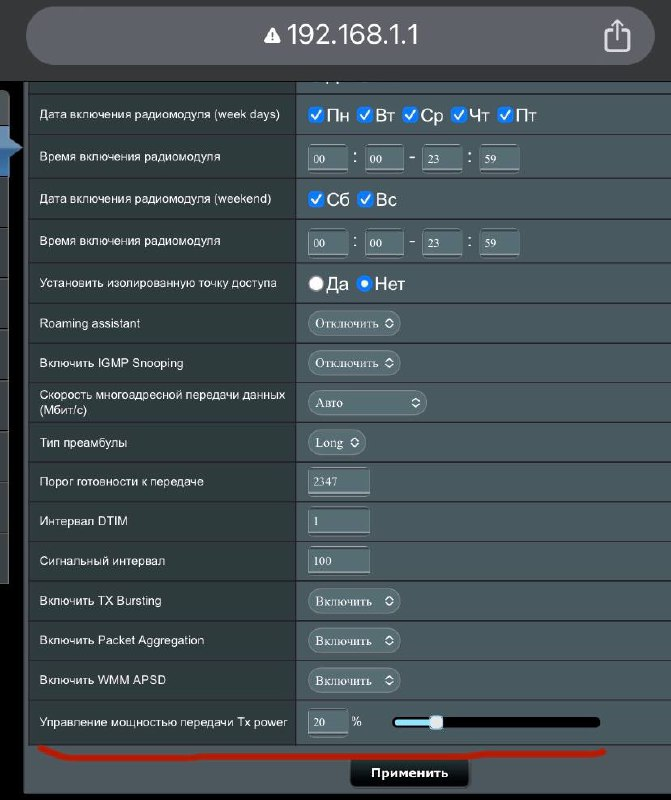 192.168.1.1
Дата включения радиомодуля (week days) Пн Вт Ср Чт Пт
Время включения радиомодуля 00 : 00 - 23 : 59
Дата включения радиомодуля (weekend) Сб Вс
Время включения радиомодуля 00 : 00 - 23 : 59
Установить изолированную точку доступа Да Нет
Roaming assistant Отключить
Включить IGMP Snooping Отключить
Скорость многоадресной передачи данных
(Мбит/с) Авто
Тип преамбулы Long
Порог готовности к передаче 2347
Интервал DTIM 1
Сигнальный интервал 100
Включить TX Bursting Включить
Включить Packet Aggregation Включить
Включить WMM APSD Включить
Управление мощностью передачи Tx power 20 %
Применить